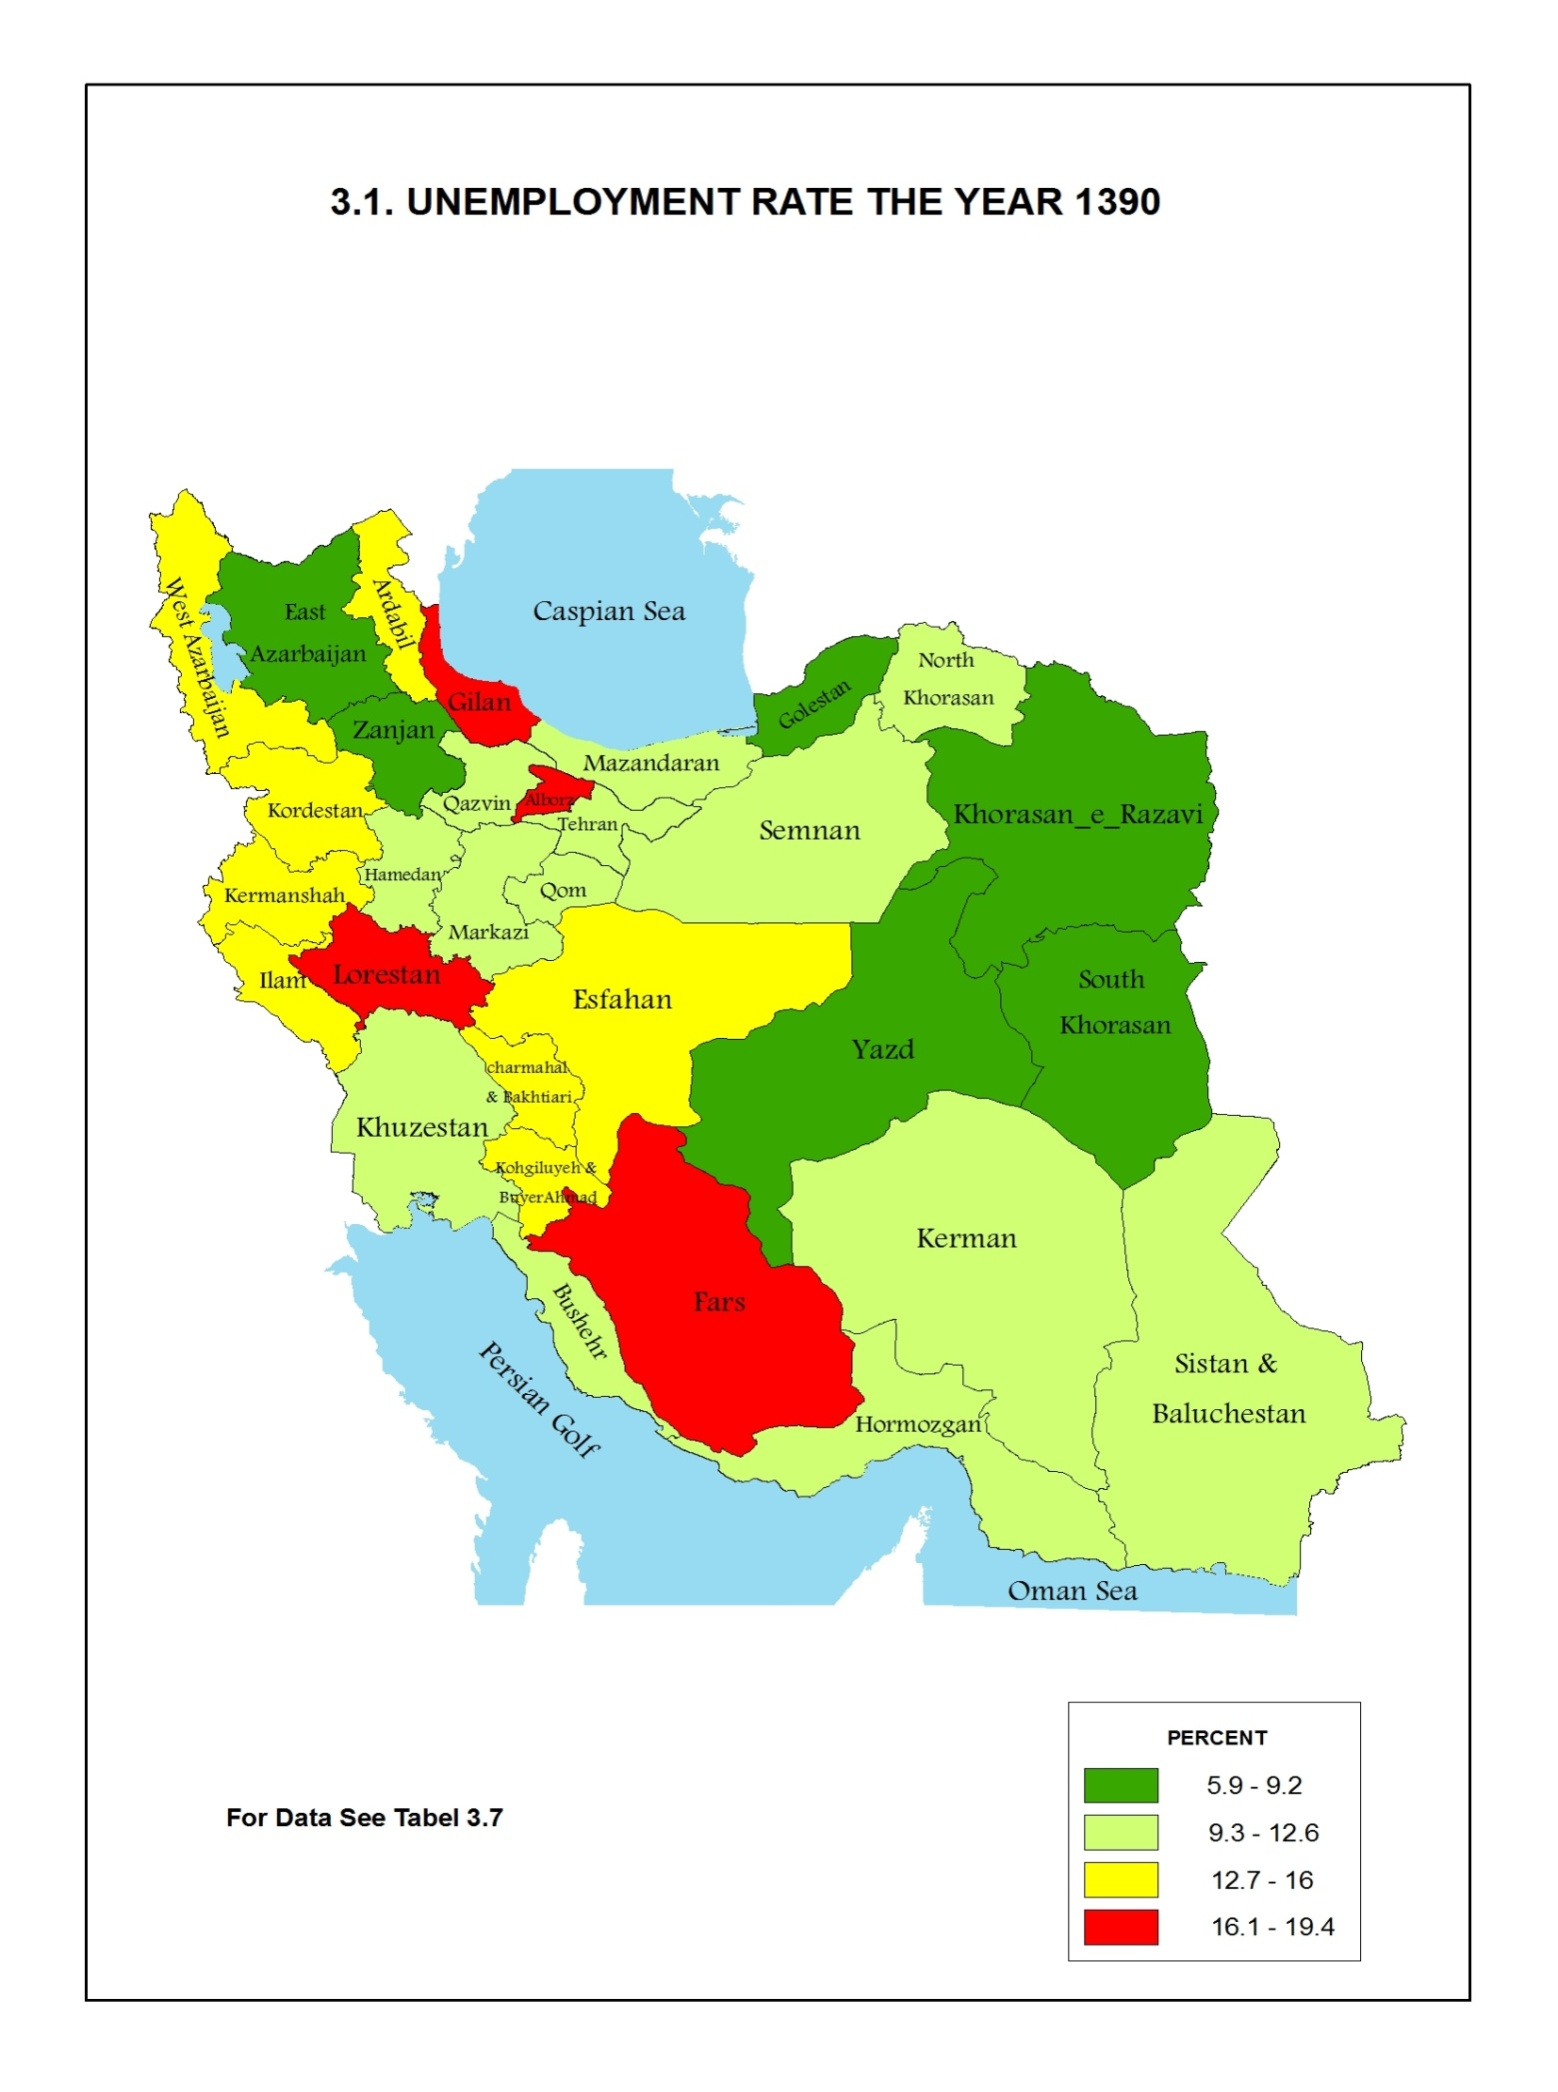 3.1. UNEMPLOYMENT RATE THE YEAR 1390
Caspian Sea
West Azarbaijan
East
Azarbaijan
Ardabil
Gilan
Zanjan
Golestan
North
Khorasan
Mazandaran
Qazvin
Alborz
Tehran
Semnan
Khorasan_e_Razavi
Kordestan
Hamedan
Kermanshah
Qom
Markazi
Ilam
Lorestan
Esfahan
South
Khorasan
Yazd
charmahal
& Bakhtiari
Khuzestan
Kohgiluyeh &
BuyerAhmad
Kerman
Fars
Bushehr
Persian Golf
Sistan &
Baluchestan
Hormozgan
Oman Sea
PERCENT
5.9 - 9.2
9.3 - 12.6
12.7 - 16
16.1 - 19.4
For Data See Tabel 3.7